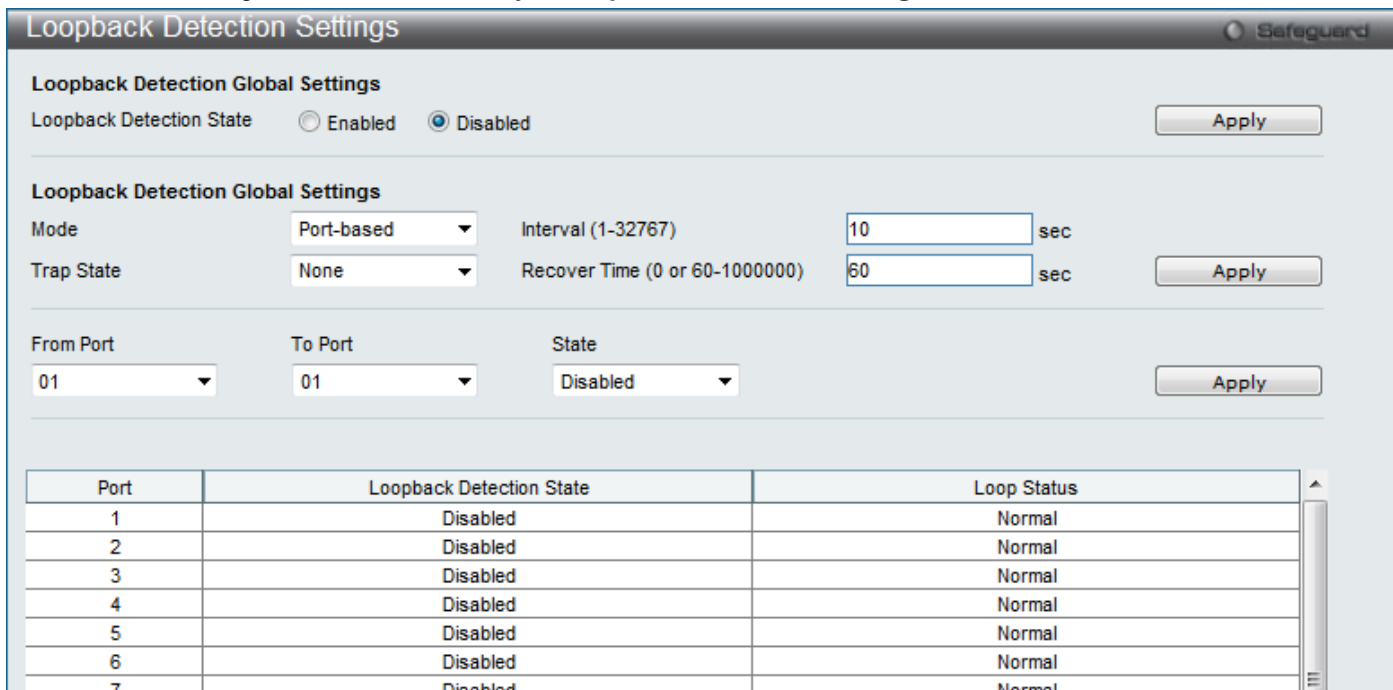 Loopback Detection Settings
Safeguard
Loopback Detection Global Settings
Loopback Detection State Enabled Disabled Apply
Loopback Detection Global Settings
Mode Port-based Interval (1-32767) 10 sec
Trap State None Recover Time (0 or 60-1000000) 60 sec Apply
From Port To Port State
01 01 Disabled Apply
Port Loopback Detection State Loop Status
1 Disabled Normal
2 Disabled Normal
3 Disabled Normal
4 Disabled Normal
5 Disabled Normal
6 Disabled Normal
7 Disabled Normal